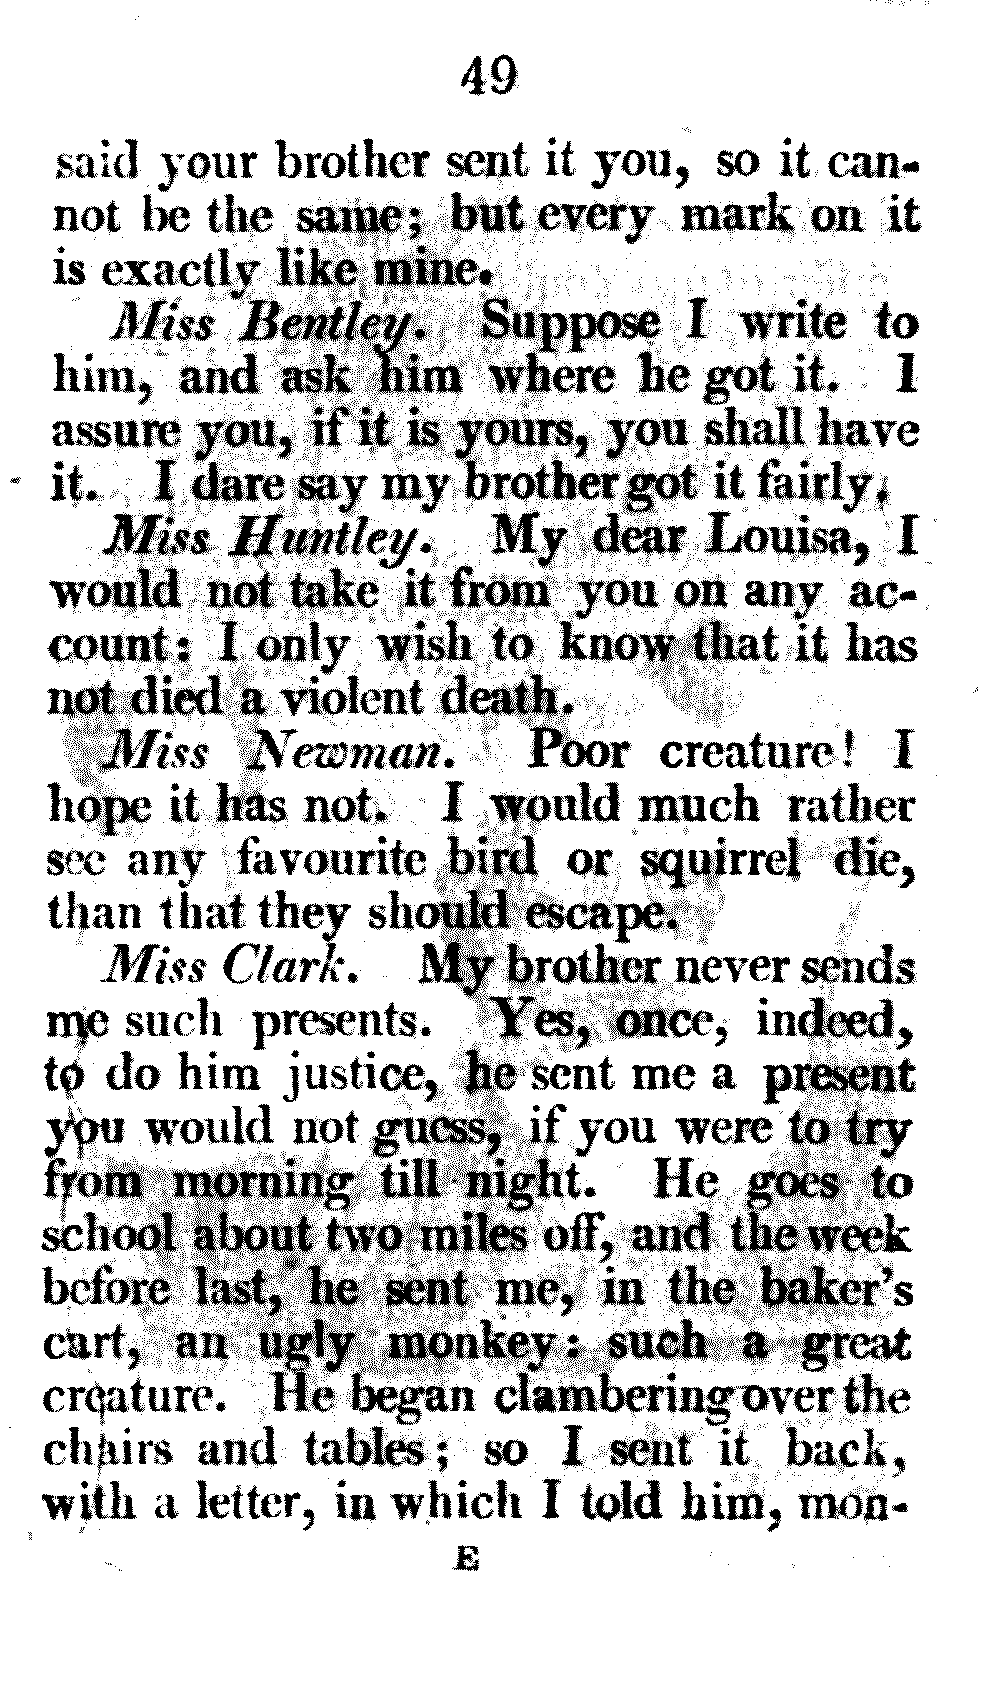 49
said your brother sent it you, so it can-
not be the same; but every mark on it
is exactly like mine.
Miss Bentley. Suppose I write to
him, and ask him where he got it. I
assure you, if it is yours, you shall have
it. I dare say my brother got it fairly.
Miss Huntley. My dear Louisa, I
would not take it from you on any ac-
count: I only wish to know that it has
not died a violent death.
Miss Newman. Poor creature! I
hope it has not. I would much rather
see any favourite bird or squirrel die,
than that they should escape.
Miss Clark. My brother never sends
me such presents. Yes, once, indeed,
to do him justice, he sent me a present
you would not guess, if you were to try
from morning till night. He goes to
school about two miles off, and the week
before last, he sent me, in the baker's
cart, an ugly monkey: such a great
creature. He began clambering over the
chairs and tables; so I sent it back,
with a letter, in which I told him, mon-
E